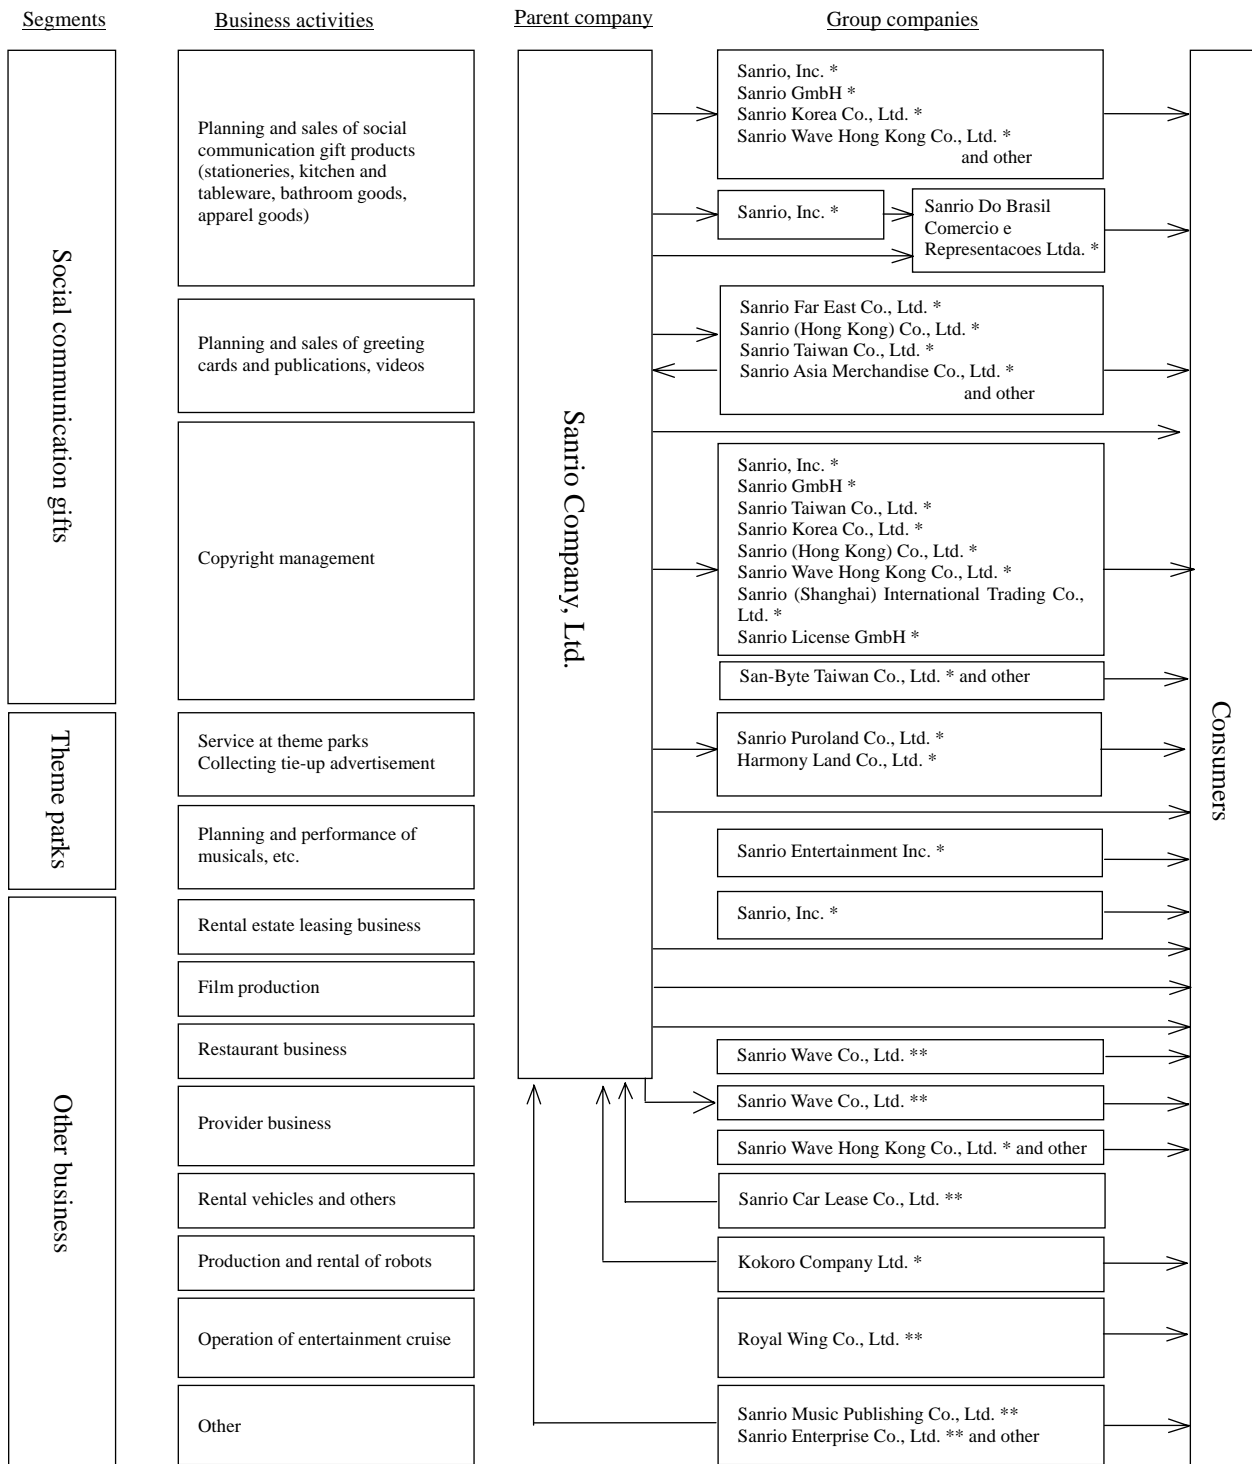 Segments
Business activities
Parent company
Group companies
Social communication gifts
Planning and sales of social
communication gift products
(stationeries, kitchen and
tableware, bathroom goods,
apparel goods)
Planning and sales of greeting
cards and publications, videos
Copyright management
Theme parks
Service at theme parks
Collecting tie-up advertisement
Planning and performance of
musicals, etc.
Other business
Rental estate leasing business
Film production
Restaurant business
Provider business
Rental vehicles and others
Production and rental of robots
Operation of entertainment cruise
Other
Sanrio Company, Ltd.
Sanrio, Inc. *
Sanrio GmbH *
Sanrio Korea Co., Ltd. *
Sanrio Wave Hong Kong Co., Ltd. *
and other
Sanrio, Inc. *
Sanrio Do Brasil
Comercio e
Representacoes Ltda. *
Sanrio Far East Co., Ltd. *
Sanrio (Hong Kong) Co., Ltd. *
Sanrio Taiwan Co., Ltd. *
Sanrio Asia Merchandise Co., Ltd. *
and other
Sanrio, Inc. *
Sanrio GmbH *
Sanrio Taiwan Co., Ltd. *
Sanrio Korea Co., Ltd. *
Sanrio (Hong Kong) Co., Ltd. *
Sanrio Wave Hong Kong Co., Ltd. *
Sanrio (Shanghai) International Trading Co.,
Ltd. *
Sanrio License GmbH *
San-Byte Taiwan Co., Ltd. * and other
Sanrio Puroland Co., Ltd. *
Harmony Land Co., Ltd. *
Sanrio Entertainment Inc. *
Sanrio, Inc. *
Sanrio Wave Co., Ltd. **
Sanrio Wave Co., Ltd. **
Sanrio Wave Hong Kong Co., Ltd. * and other
Sanrio Car Lease Co., Ltd. **
Kokoro Company Ltd. *
Royal Wing Co., Ltd. **
Sanrio Music Publishing Co., Ltd. **
Sanrio Enterprise Co., Ltd. ** and other
Consumers